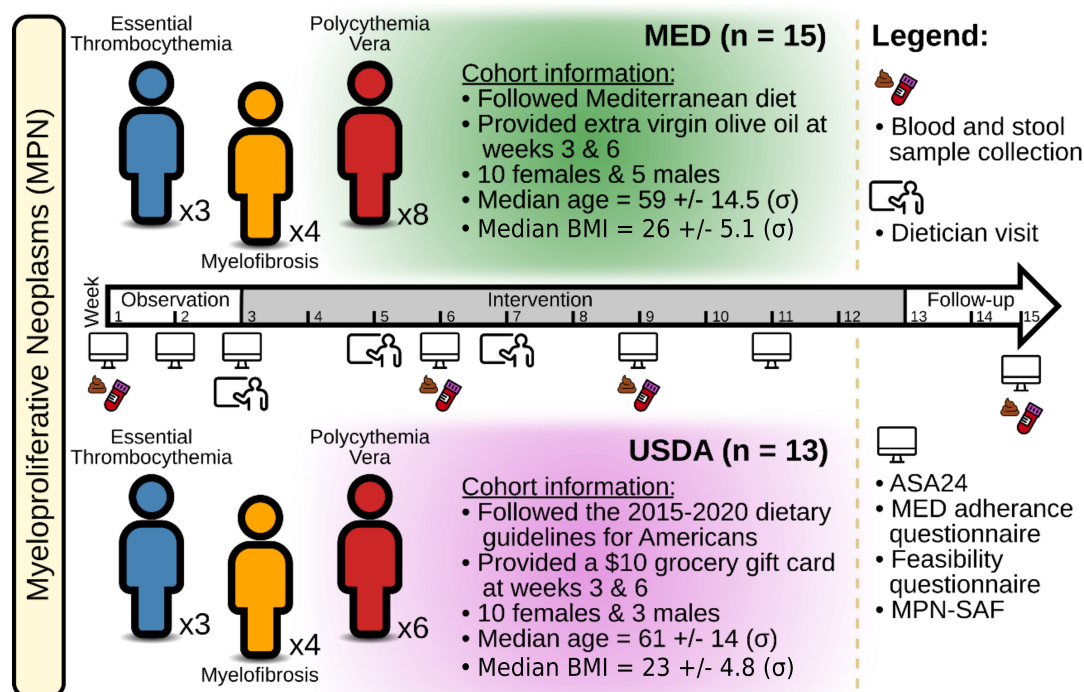 Myeloproliferative Neoplasms (MPN)
Essential
Thrombocythemia
x3
x4
Myelofibrosis
Polycythemia
Vera
x8
MED (n = 15)
Cohort information:
• Followed Mediterranean diet
• Provided extra virgin olive oil at
weeks 3 & 6
• 10 females & 5 males
• Median age = 59 +/- 14.5 (σ)
• Median BMI = 26 +/- 5.1 (σ)
Legend:
• Blood and stool
sample collection
• Dietician visit
Week
Observation
Intervention
Follow-up
1 2 3 4 5 6 7 8 9 10 11 12 13 14 15
Essential
Thrombocythemia
x3
x4
Myelofibrosis
Polycythemia
Vera
x6
USDA (n = 13)
Cohort information:
• Followed the 2015-2020 dietary
guidelines for Americans
• Provided a $10 grocery gift card
at weeks 3 & 6
• 10 females & 3 males
• Median age = 61 +/- 14 (σ)
• Median BMI = 23 +/- 4.8 (σ)
• ASA24
• MED adherance
questionnaire
• Feasibility
questionnaire
• MPN-SAF